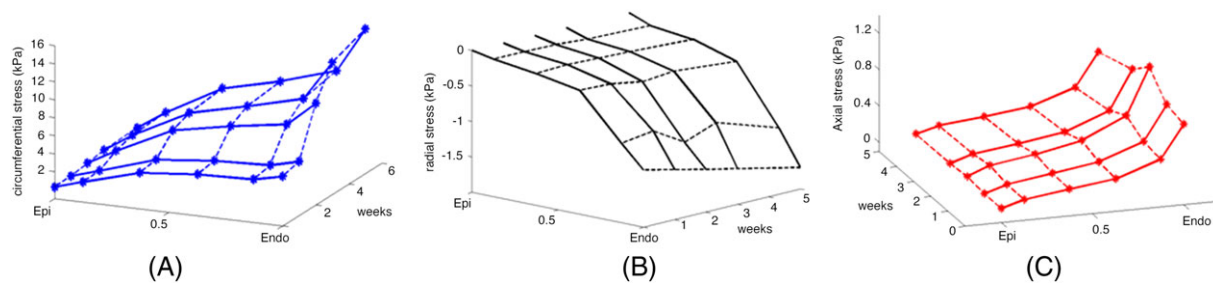 circumferential stress (kPa)
16
14
12
10
8
6
4
2
Epi
0.5
Endo
2
4
6
weeks
(A)
radial stress (kPa)
0
-0.5
-1
-1.5
Epi
0.5
Endo
1
2
3
4
5
weeks
(B)
Axial stress (kPa)
1.2
0.8
0.4
0
5
4
3
2
1
0
weeks
Epi
0.5
Endo
(C)